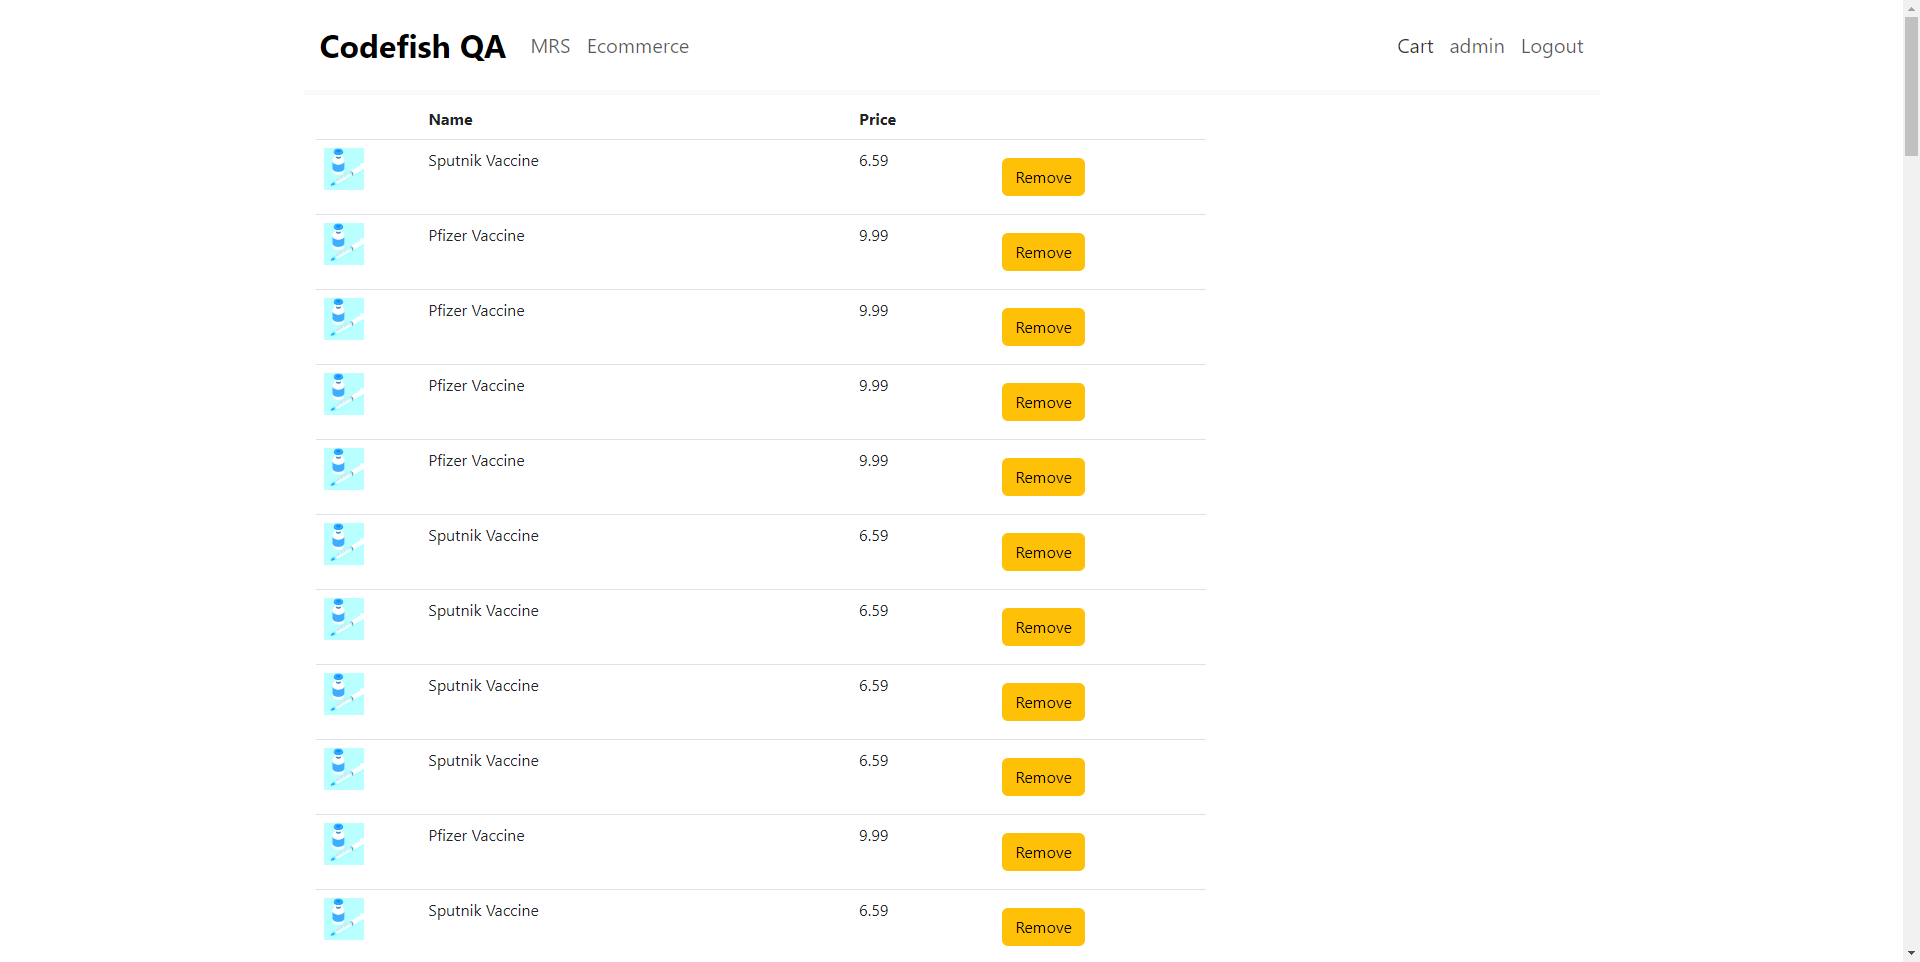 Codefish QA MRS Ecommerce Cart admin Logout
Name Price
Sputnik Vaccine 6.59 Remove
Pfizer Vaccine 9.99 Remove
Pfizer Vaccine 9.99 Remove
Pfizer Vaccine 9.99 Remove
Pfizer Vaccine 9.99 Remove
Sputnik Vaccine 6.59 Remove
Sputnik Vaccine 6.59 Remove
Sputnik Vaccine 6.59 Remove
Sputnik Vaccine 6.59 Remove
Pfizer Vaccine 9.99 Remove
Sputnik Vaccine 6.59 Remove